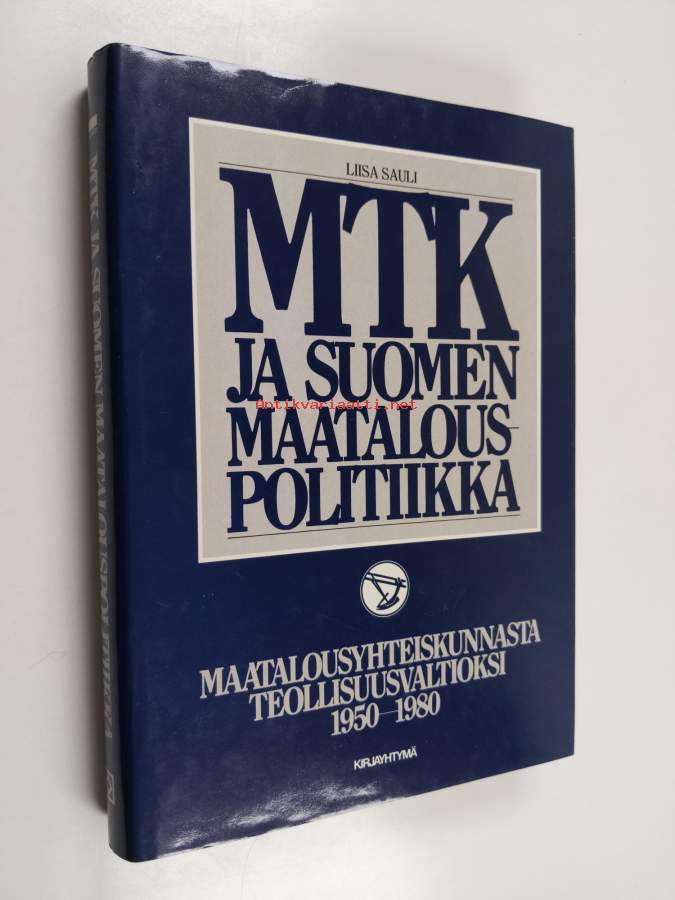 LIISA SAULI
MTK
JA SUOMEN
MAATALOUS-
POLITIIKKA
MAATALOUSYHTEISKUNNASTA
TEOLLISUUSVALTIOKSI
1950–1980
KIRJAYHTYMÄ
MTK JA SUOMEN MAATALOUSPOLITIIKKA
Antikvariaatti.net